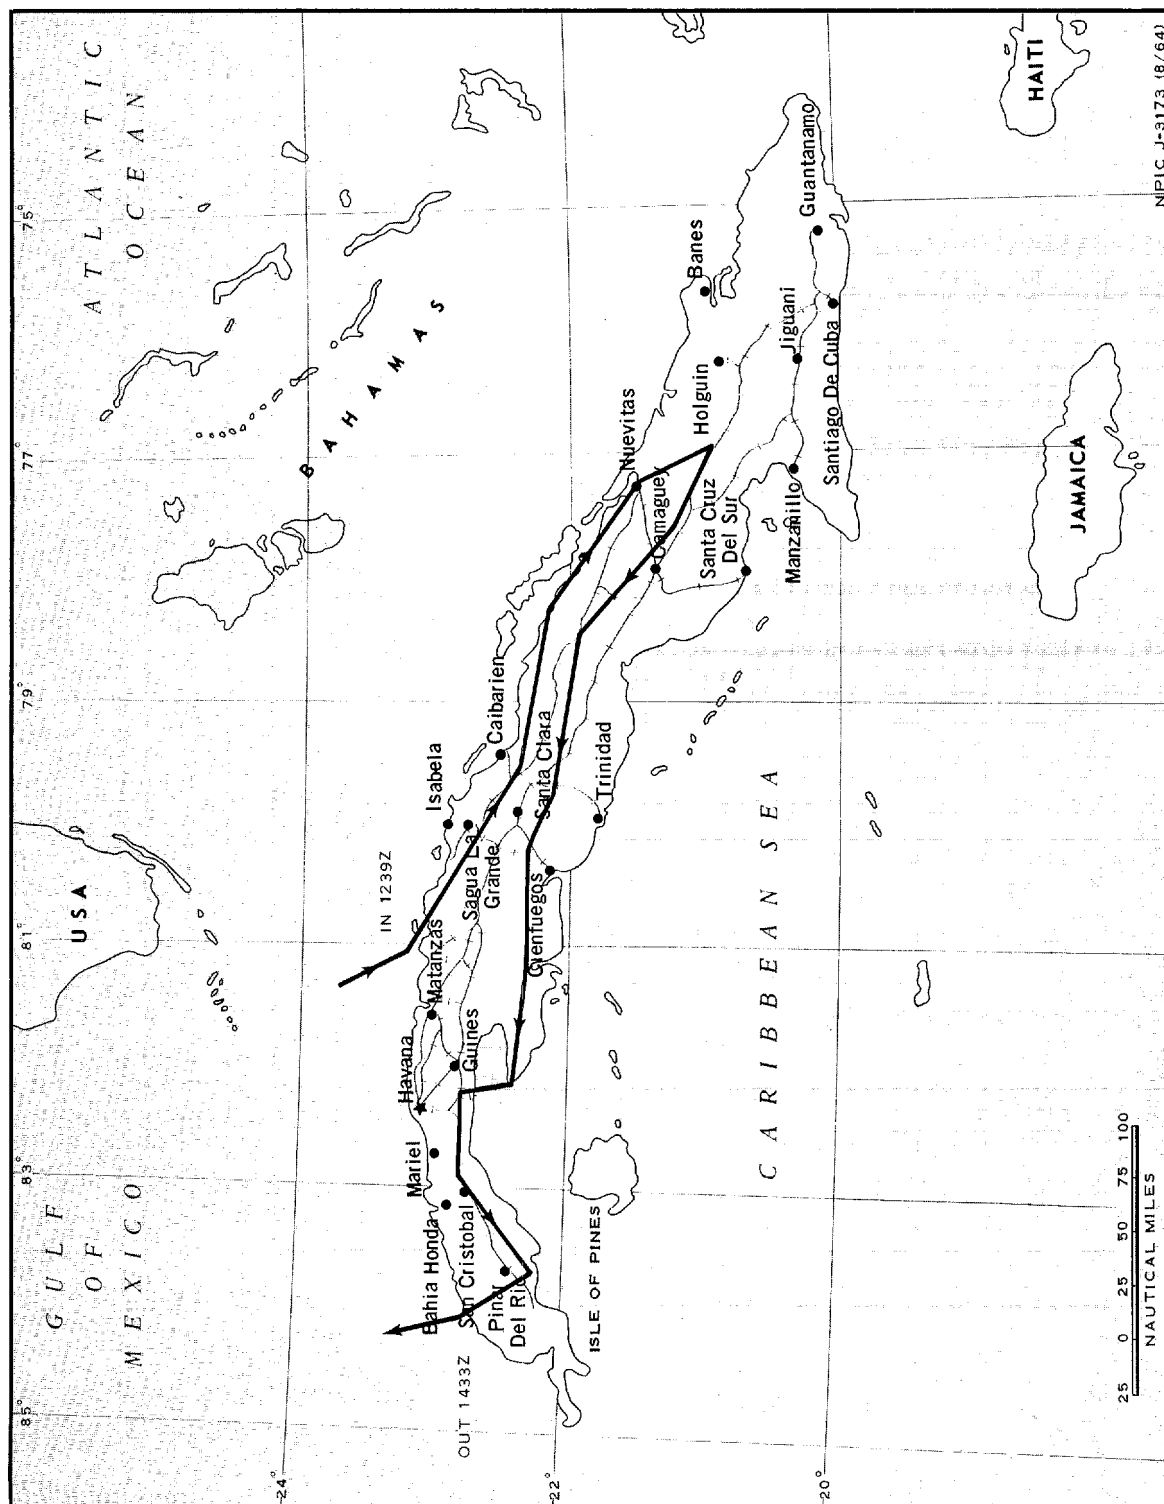 85°
83°
81°
79°
77°
75°
GULF
OF
MEXICO
USA
ATLANTIC
OCEAN
BAHAMAS
24°
22°
20°
OUT 1433Z
IN 1239Z
Bahia Honda
Mariel
Havana
Matanzas
Guines
San Cristobal
Pinar
Del Rio
Isabela
Sagua La
Grande
Caibarien
Santa Clara
Cienfuegos
Trinidad
Nuevitas
Camaguey
Santa Cruz
Del Sur
Holguin
Banes
Manzanillo
Jiguani
Santiago De Cuba
Guantanamo
ISLE OF PINES
CARIBBEAN SEA
JAMAICA
HAITI
25 0 25 50 75 100
NAUTICAL MILES
NPIC J-3173 (8/64)